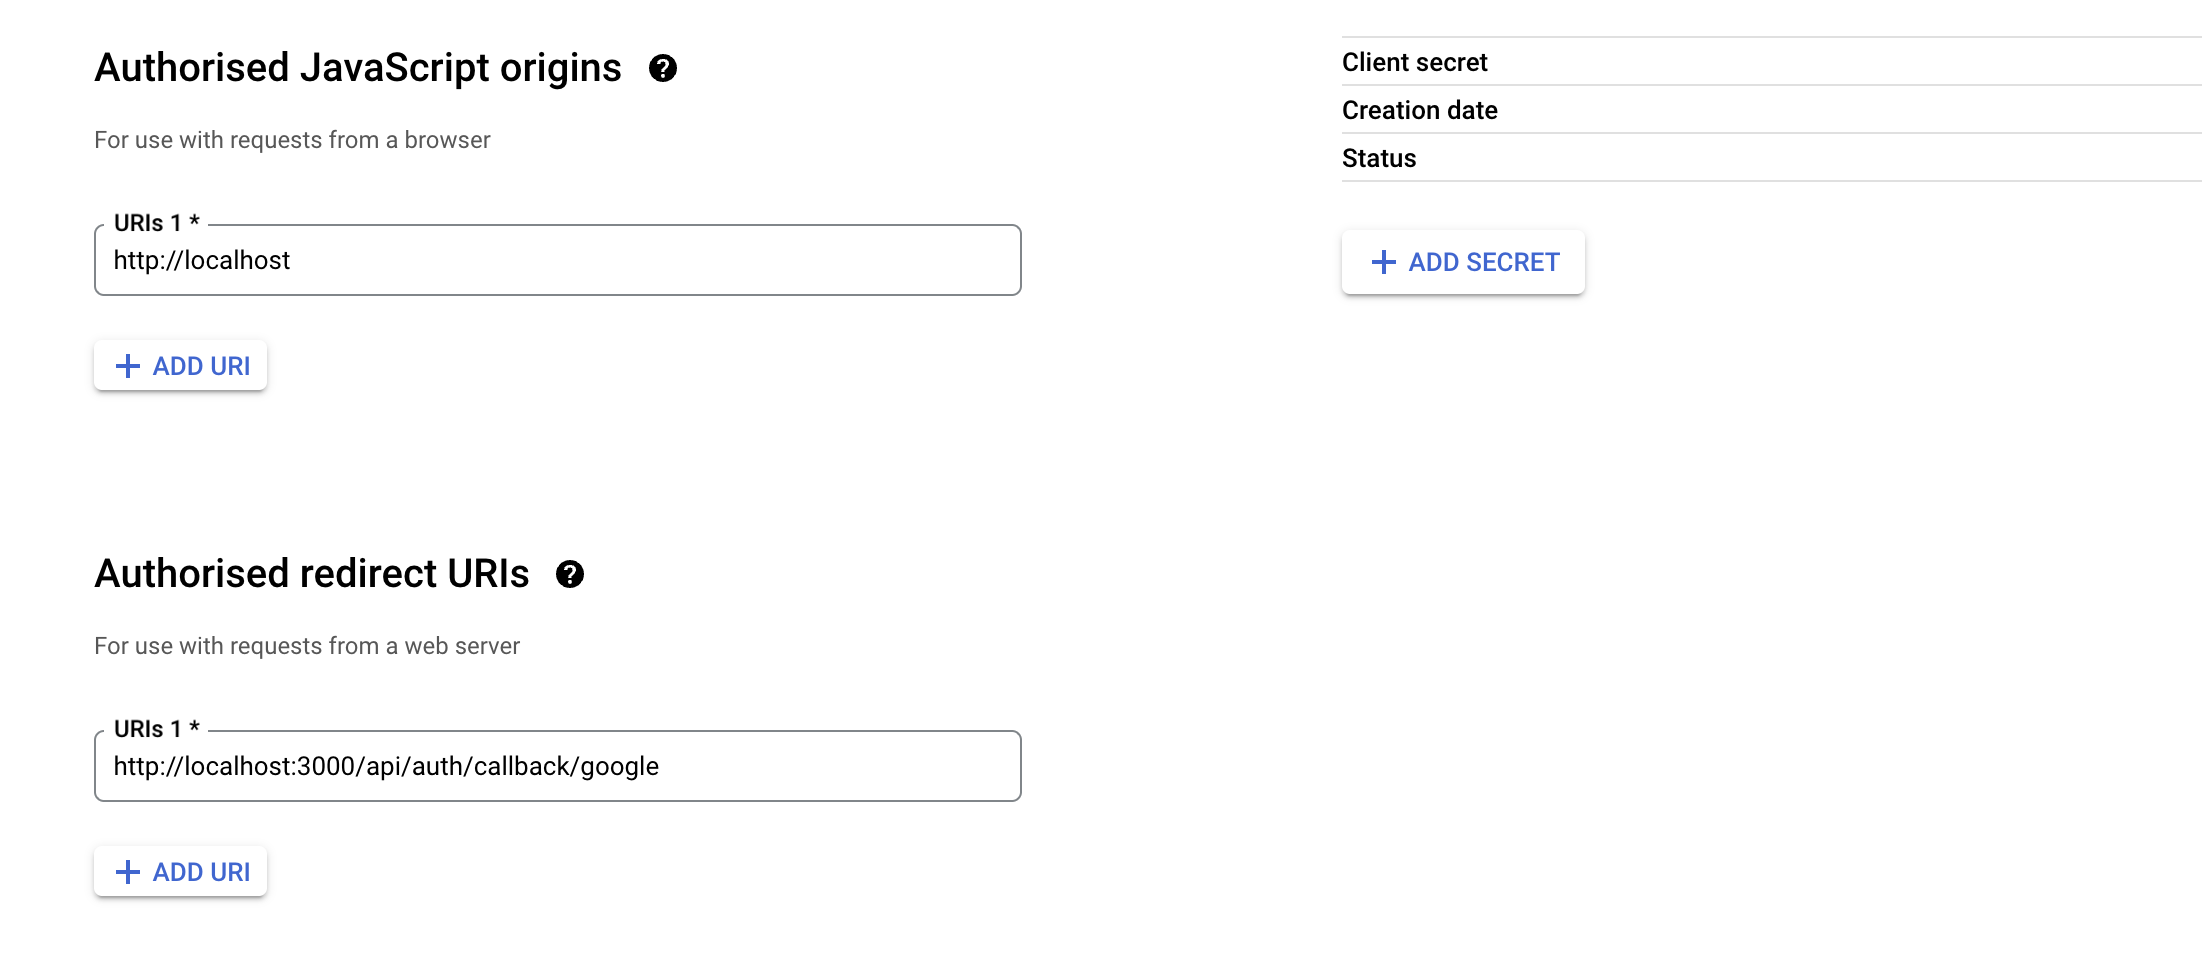 Authorised JavaScript origins
For use with requests from a browser
URIs 1 *
http://localhost
ADD URI
Authorised redirect URIs
For use with requests from a web server
URIs 1 *
http://localhost:3000/api/auth/callback/google
ADD URI
Client secret
Creation date
Status
ADD SECRET